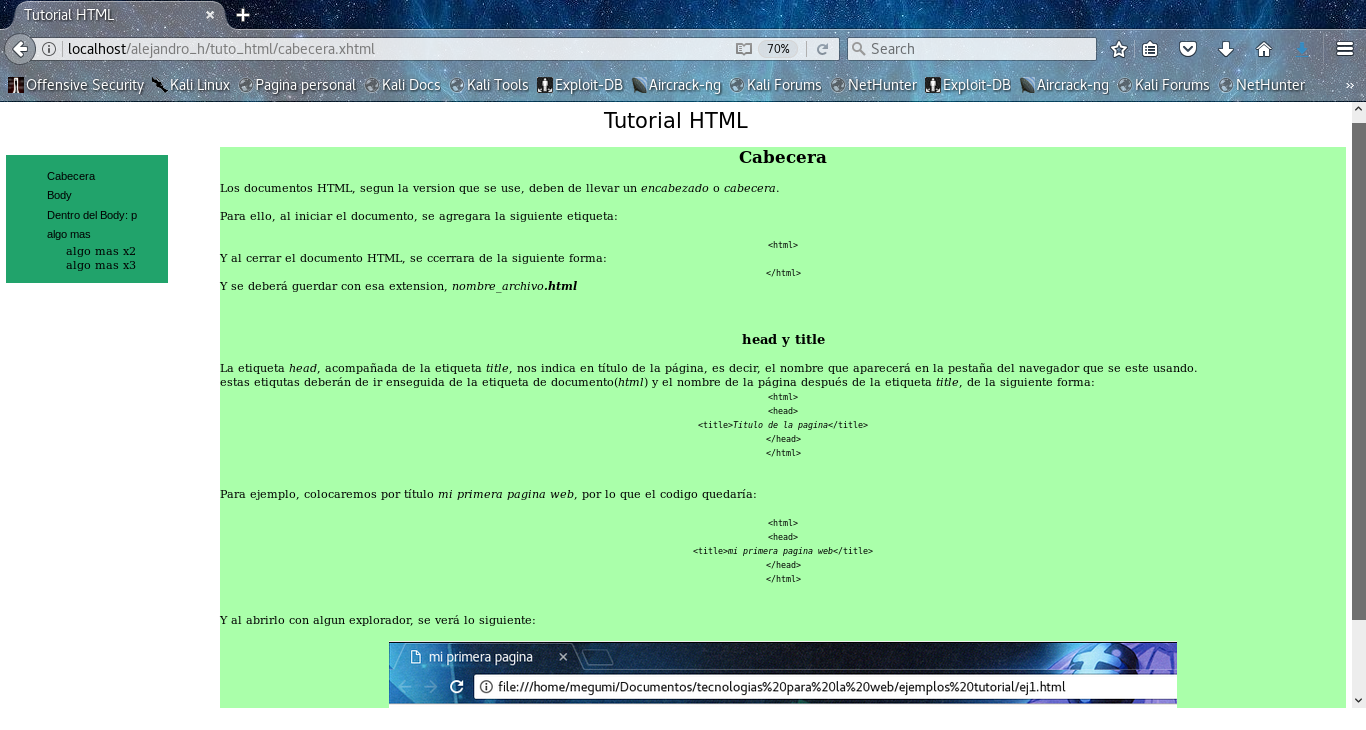 Tutorial HTML
localhost/alejandro_h/tuto_html/cabecera.xhtml
70%
Search
Offensive Security
Kali Linux
Pagina personal
Kali Docs
Kali Tools
Exploit-DB
Aircrack-ng
Kali Forums
NetHunter
Exploit-DB
Aircrack-ng
Kali Forums
NetHunter
Tutorial HTML
Cabecera
Body
Dentro del Body: p
algo mas
algo mas x2
algo mas x3
Cabecera
Los documentos HTML, segun la version que se use, deben de llevar un encabezado o cabecera.
Para ello, al iniciar el documento, se agregara la siguiente etiqueta:
<html>
Y al cerrar el documento HTML, se ccerrara de la siguiente forma:
</html>
Y se deberá guerdar con esa extension, nombre_archivo.html
head y title
La etiqueta head, acompañada de la etiqueta title, nos indica en título de la página, es decir, el nombre que aparecerá en la pestaña del navegador que se este usando.
estas etiqutas deberán de ir enseguida de la etiqueta de documento(html) y el nombre de la página después de la etiqueta title, de la siguiente forma:
<html>
<head>
<title>Titulo de la pagina</title>
</head>
</html>
Para ejemplo, colocaremos por título mi primera pagina web, por lo que el codigo quedaría:
<html>
<head>
<title>mi primera pagina web</title>
</head>
</html>
Y al abrirlo con algun explorador, se verá lo siguiente:
mi primera pagina
file:///home/megumi/Documentos/tecnologias%20para%20la%20web/ejemplos%20tutorial/ej1.html